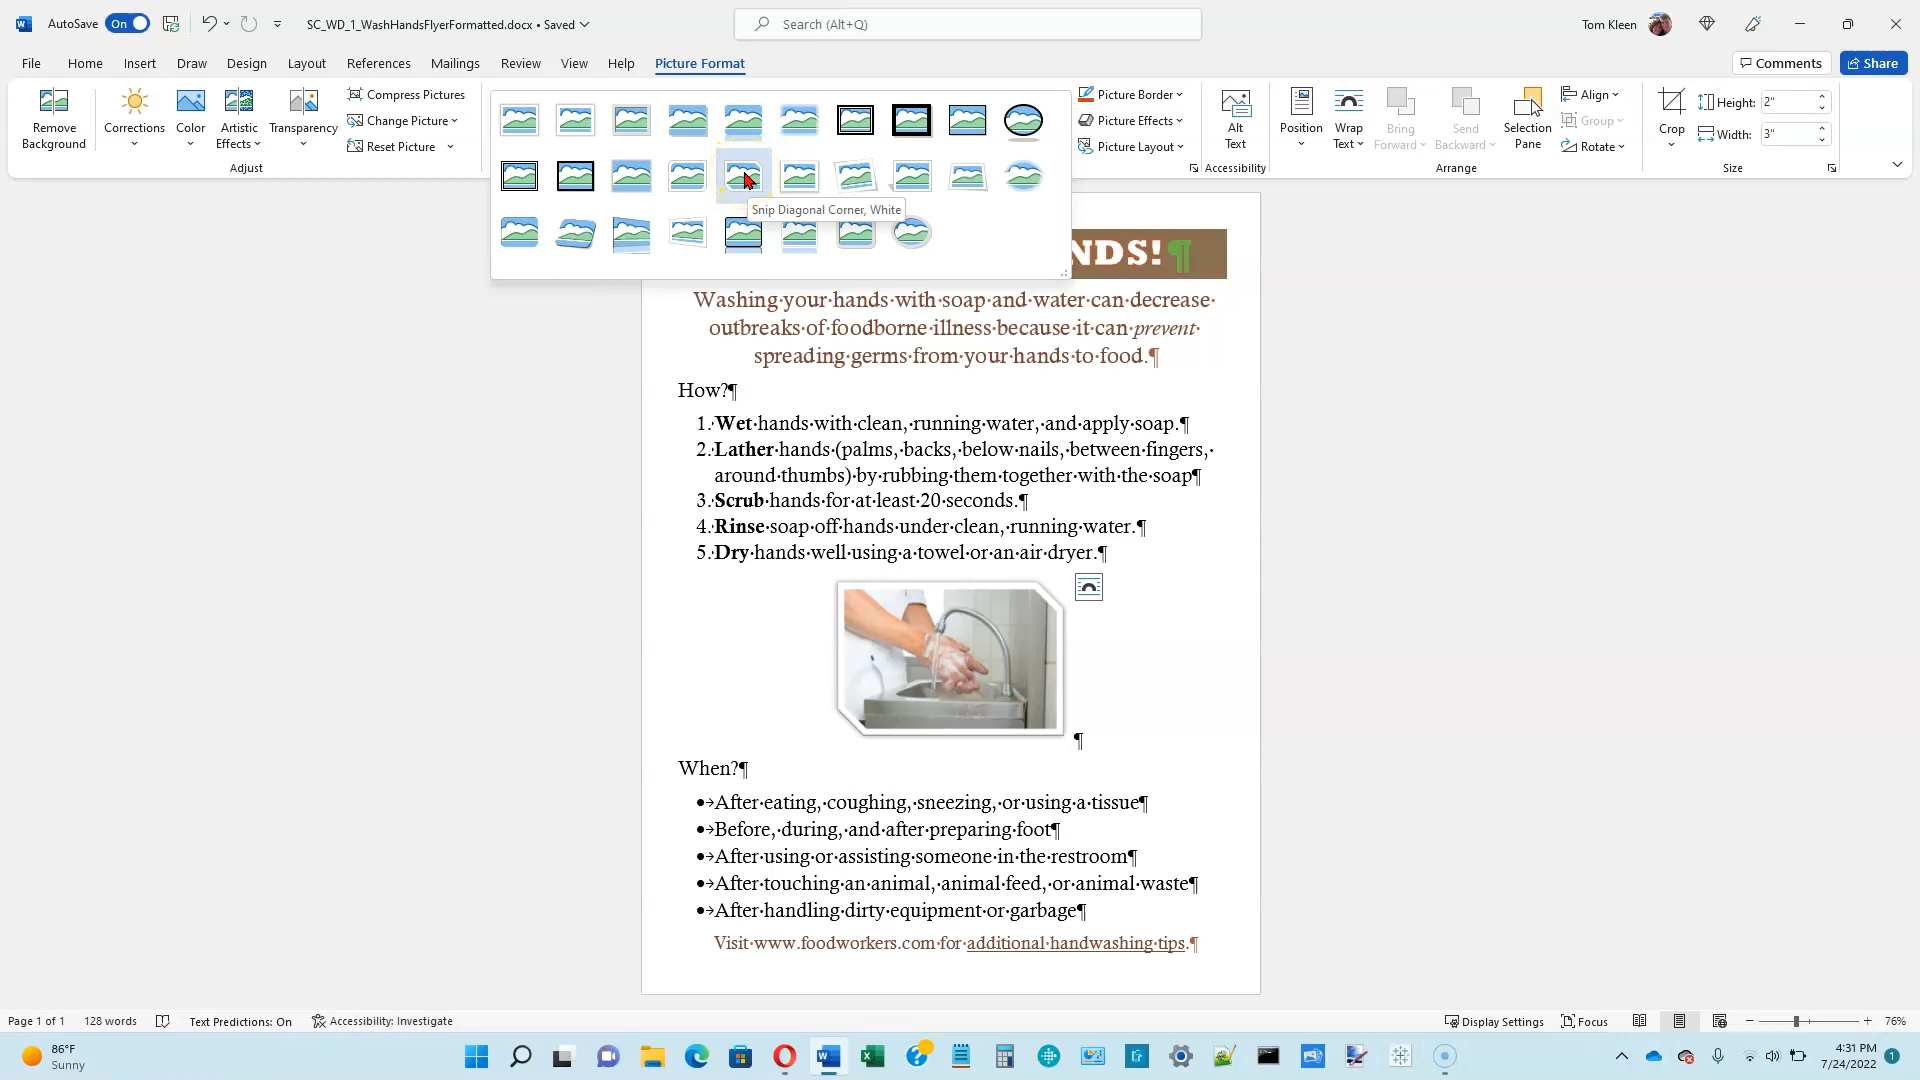 AutoSave On SC_WD_1_WashHandsFlyerFormatted.docx • Saved Search (Alt+Q) Tom Kleen
File Home Insert Draw Design Layout References Mailings Review View Help Picture Format Comments Share
Remove Background
Corrections
Color
Artistic Effects
Transparency
Compress Pictures
Change Picture
Reset Picture
Adjust
Picture Border
Picture Effects
Picture Layout
Alt Text
Accessibility
Position
Wrap Text
Bring Forward
Send Backward
Selection Pane
Align
Group
Rotate
Arrange
Crop
Height: 2"
Width: 3"
Size
Snip Diagonal Corner, White
NDS!¶
Washing·your·hands·with·soap·and·water·can·decrease·
outbreaks·of·foodborne·illness·because·it·can·prevent·
spreading·germs·from·your·hands·to·food.¶
How?¶
1.·Wet·hands·with·clean,·running·water,·and·apply·soap.¶
2.·Lather·hands·(palms,·backs,·below·nails,·between·fingers,·
around·thumbs)·by·rubbing·them·together·with·the·soap¶
3.·Scrub·hands·for·at·least·20·seconds.¶
4.·Rinse·soap·off·hands·under·clean,·running·water.¶
5.·Dry·hands·well·using·a·towel·or·an·air·dryer.¶
¶
When?¶
•→After·eating,·coughing,·sneezing,·or·using·a·tissue¶
•→Before,·during,·and·after·preparing·foot¶
•→After·using·or·assisting·someone·in·the·restroom¶
•→After·touching·an·animal,·animal·feed,·or·animal·waste¶
•→After·handling·dirty·equipment·or·garbage¶
Visit·www.foodworkers.com·for·additional·handwashing·tips.¶
Page 1 of 1 128 words Text Predictions: On Accessibility: Investigate Display Settings Focus 76%
86°F
Sunny
4:31 PM
7/24/2022
1